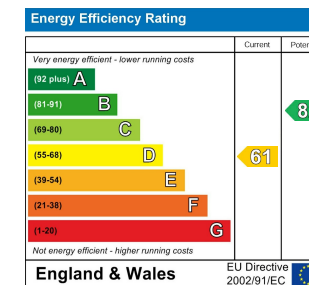 Energy Efficiency Rating
Current
Very energy efficient - lower running costs
(92 plus) A
(81-91) B
(69-80) C
(55-68) D
61
(39-54) E
(21-38) F
(1-20) G
Not energy efficient - higher running costs
England & Wales
EU Directive
2002/91/EC